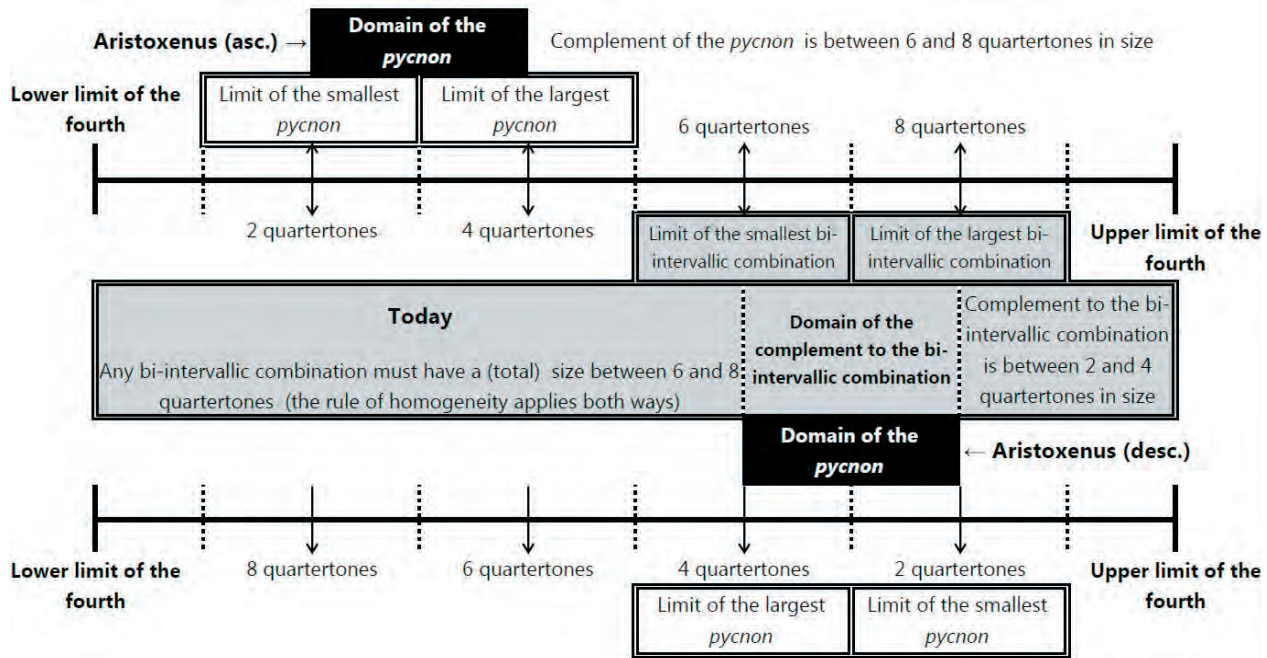 Aristoxenus (asc.) →
Domain of the
pycnon
Complement of the pycnon is between 6 and 8 quartertones in size
Lower limit of the
fourth
Limit of the smallest
pycnon
Limit of the largest
pycnon
6 quartertones
8 quartertones
2 quartertones
4 quartertones
Limit of the smallest bi-
intervallic combination
Limit of the largest bi-
intervallic combination
Upper limit of the
fourth
Today
Any bi-intervallic combination must have a (total) size between 6 and 8
quartertones (the rule of homogeneity applies both ways)
Domain of the
complement to the bi-
intervallic combination
Complement to the bi-
intervallic combination
is between 2 and 4
quartertones in size
Domain of the
pycnon
← Aristoxenus (desc.)
Lower limit of the
fourth
8 quartertones
6 quartertones
4 quartertones
2 quartertones
Upper limit of the
fourth
Limit of the largest
pycnon
Limit of the smallest
pycnon